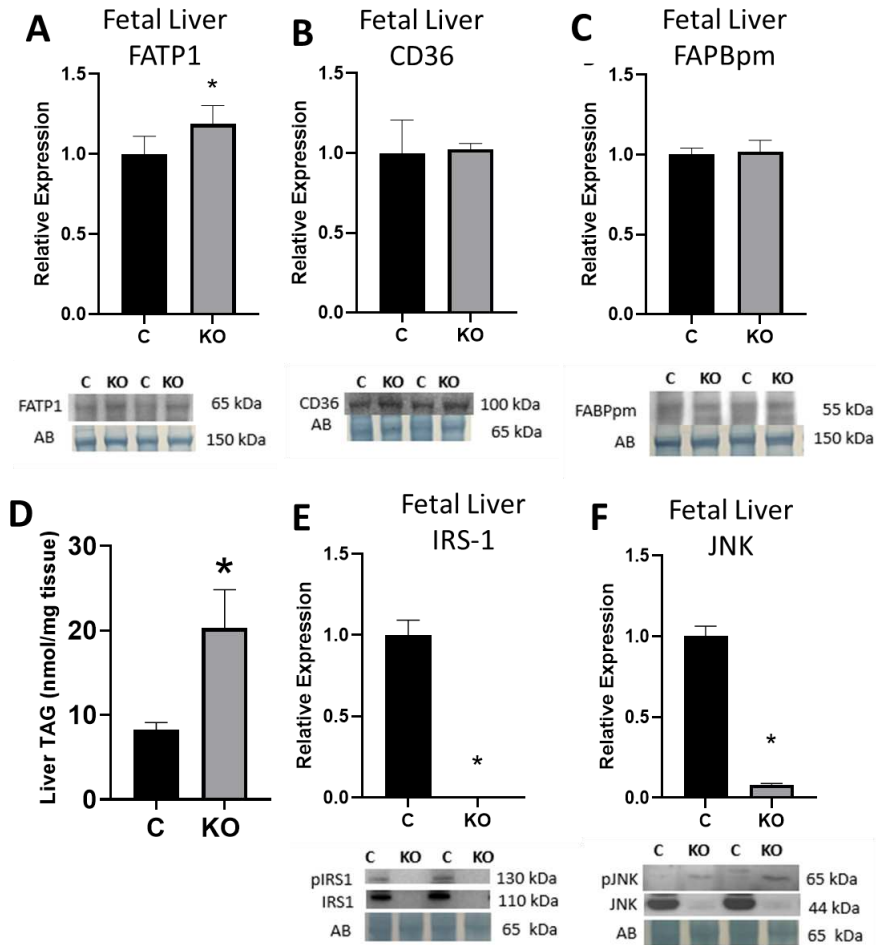 A
Fetal Liver
FATP1
Relative Expression
1.5
1.0
0.5
0.0
*
C KO
C KO C KO
FATP1 65 kDa
AB 150 kDa
B
Fetal Liver
CD36
Relative Expression
1.5
1.0
0.5
0.0
C KO
C KO C KO
CD36 100 kDa
AB 65 kDa
C
Fetal Liver
FAPBpm
Relative Expression
1.5
1.0
0.5
0.0
C KO
C KO C KO
FABPpm 55 kDa
AB 150 kDa
D
Liver TAG (nmol/mg tissue)
30
20
10
0
*
C KO
E
Fetal Liver
IRS-1
Relative Expression
1.5
1.0
0.5
0.0
*
C KO
C KO C KO
pIRS1 130 kDa
IRS1 110 kDa
AB 65 kDa
F
Fetal Liver
JNK
Relative Expression
1.5
1.0
0.5
0.0
*
C KO
C KO C KO
pJNK 65 kDa
JNK 44 kDa
AB 65 kDa